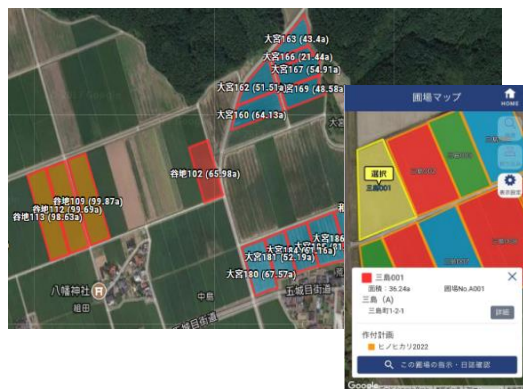 大宮163 (43.4a)
大宮166 (21.44a)
大宮167 (54.91a)
大宮162 (51.51a)
宮169 (48.58a)
大宮160 (64.13a)
谷地102 (65.98a)
谷地109 (99.87a)
谷地112 (99.69a)
谷地113 (98.63a)
大宮181 (52.19a)
大宮180 (67.57a)
八幡神社
中島
五城目街道
圃場マップ
HOME
表示設定
選択
三島001
三島001
面積：36.24a
圃場No.A001
三島 (A)
三島町1-2-1
詳細
作付計画
ヒノヒカリ2022
この圃場の指示・日誌確認
Google